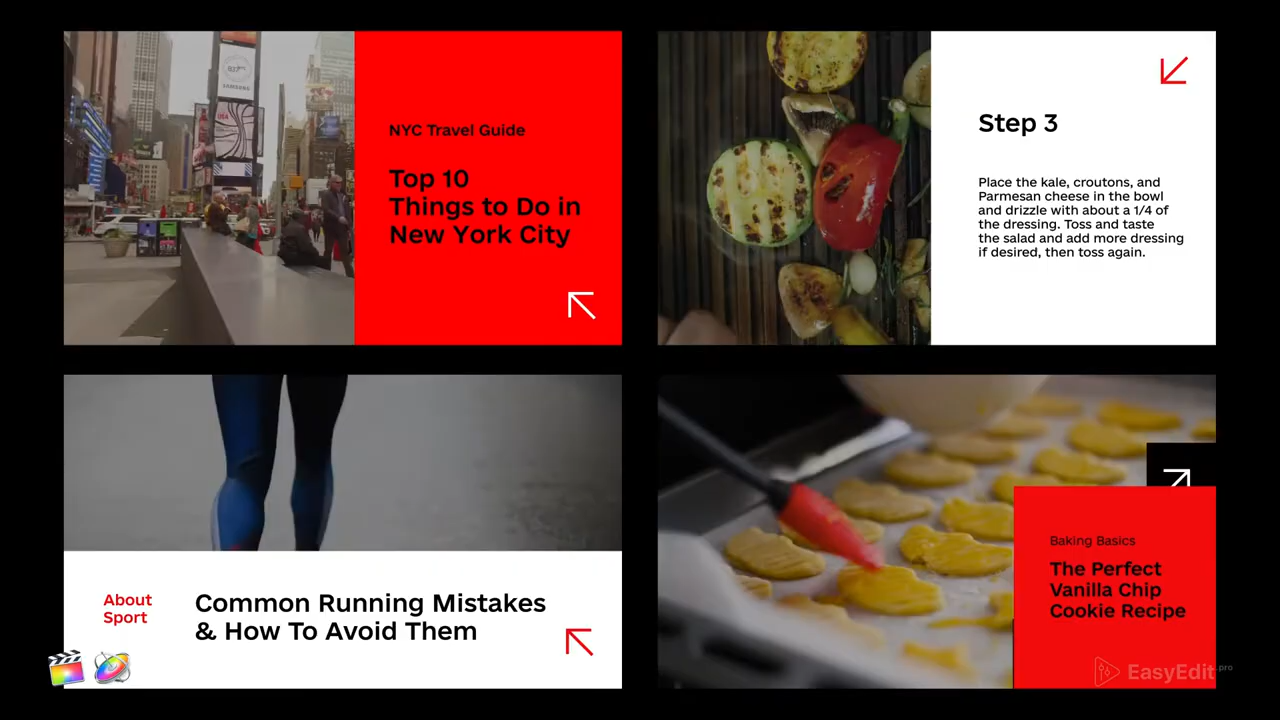 NYC Travel Guide
Top 10
Things to Do in
New York City
SAMSUNG
USA
Step 3
Place the kale, croutons, and
Parmesan cheese in the bowl
and drizzle with about a 1/4 of
the dressing. Toss and taste
the salad and add more dressing
if desired, then toss again.
About
Sport
Common Running Mistakes
& How To Avoid Them
Baking Basics
The Perfect
Vanilla Chip
Cookie Recipe
EasyEdit.pro